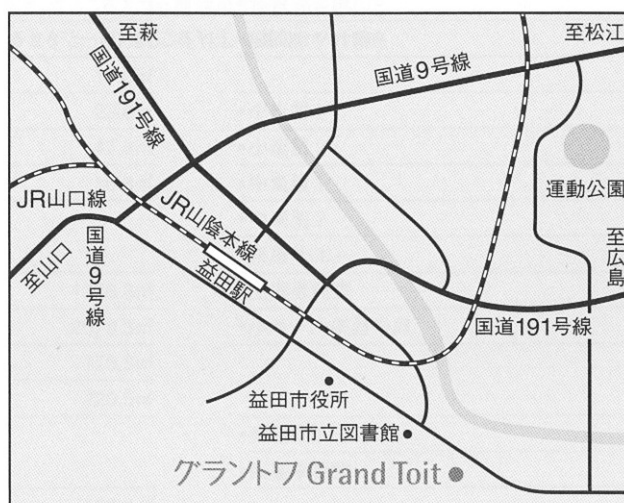 至萩
至松江
国道191号線
国道9号線
JR山口線
JR山陰本線
運動公園
至山口
国道9号線
益田駅
至広島
国道191号線
益田市役所
益田市立図書館
グラントワ Grand Toit